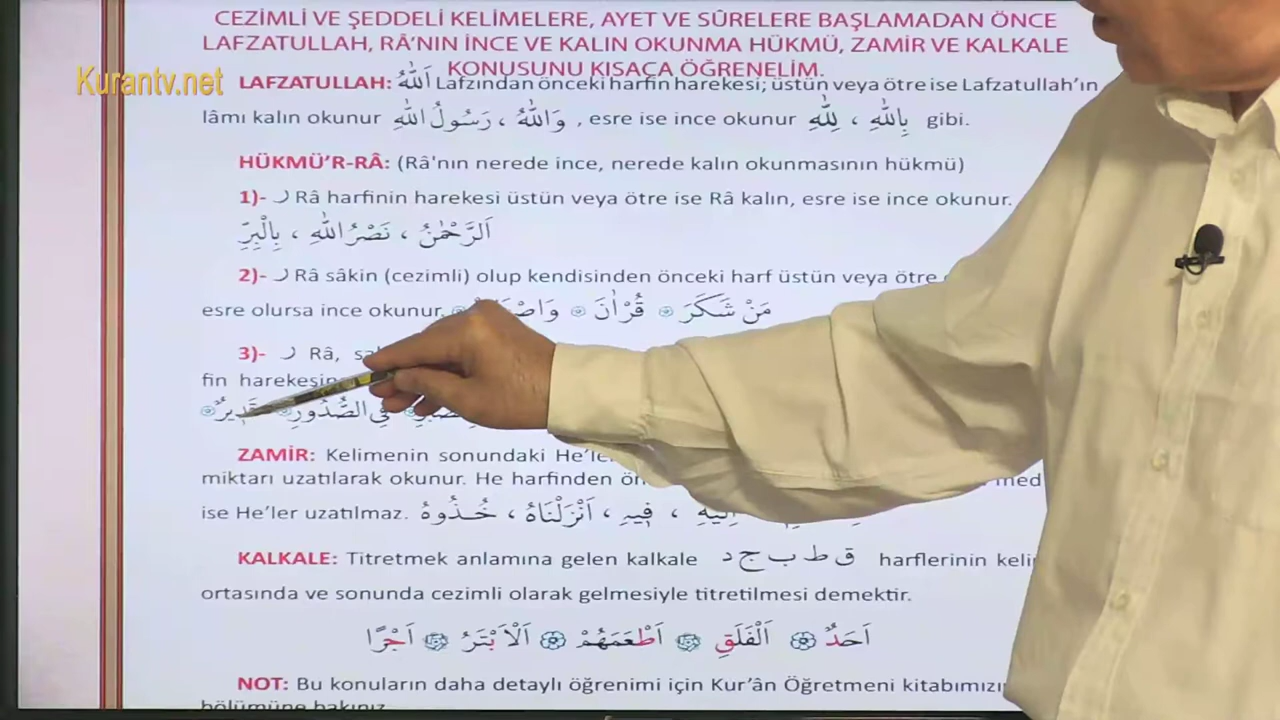 CEZİMLİ VE ŞEDDELİ KELİMELERE, AYET VE SÛRELERE BAŞLAMADAN ÖNCE
LAFZATULLAH, RÂ’NIN İNCE VE KALIN OKUNMA HÜKMÜ, ZAMİR VE KALKALE
KONUSUNU KISACA ÖĞRENELİM.
Kurantv.net
LAFZATULLAH: اَللّٰهُ Lafzından önceki harfin harekesi; üstün veya ötre ise Lafzatullah’ın
lâmı kalın okunur وَاللّٰهُ ، رَسُولُ اللّٰهِ , esre ise ince okunur بِاللّٰهِ ، لِلّٰهِ gibi.
HÜKMÜ’R-RÂ: (Râ'nın nerede ince, nerede kalın okunmasının hükmü)
1)- ر Râ harfinin harekesi üstün veya ötre ise Râ kalın, esre ise ince okunur.
اَلرَّحْمٰنُ ، نَصْرُ اللّٰهِ ، بِالْبِرِّ
2)- ر Râ sâkin (cezimli) olup kendisinden önceki harf üstün veya ötre
esre olursa ince okunur. مَنْ شَكَرَ قُرْاٰنَ
3)- ر Râ,
fin harekesin
فِي الصُّدُورِ قَدِيرٌ
ZAMİR: Kelimenin sonundaki He’ler
miktarı uzatılarak okunur. He harfinden med
ise He’ler uzatılmaz. اِلَيْهِ ، فِيهِ ، اَنْزَلْنَاهُ ، خُذُوهُ
KALKALE: Titretmek anlamına gelen kalkale ق ط ب ج د harflerinin
ortasında ve sonunda cezimli olarak gelmesiyle titretilmesi demektir.
اَحَدٌ اَلْفَلَقِ اَطْعَمَهُمْ اَلْاَبْتَرُ اَجْرًا
NOT: Bu konuların daha detaylı öğrenimi için Kur’ân Öğretmeni kitabımızın
bölümüne bakınız.